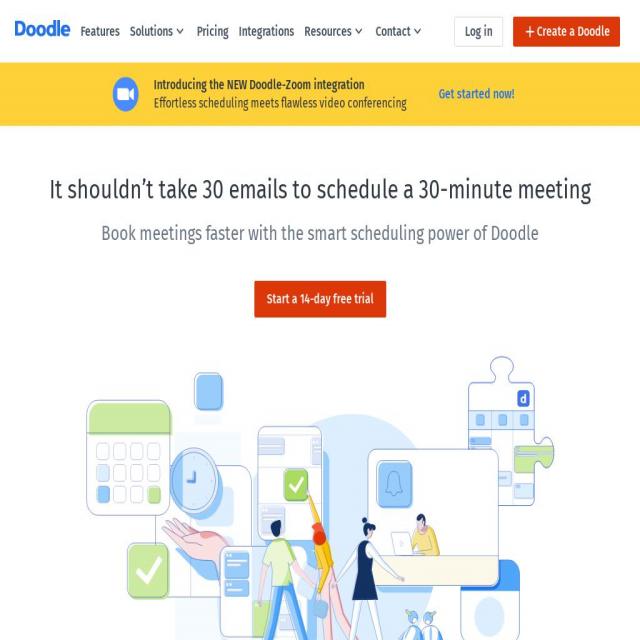 Doodle
Features
Solutions
Pricing
Integrations
Resources
Contact
Log in
+Create a Doodle
Introducing the NEW Doodle-Zoom integration
Effortless scheduling meets flawless video conferencing
Get started now!
It shouldn’t take 30 emails to schedule a 30-minute meeting
Book meetings faster with the smart scheduling power of Doodle
Start a 14-day free trial
d